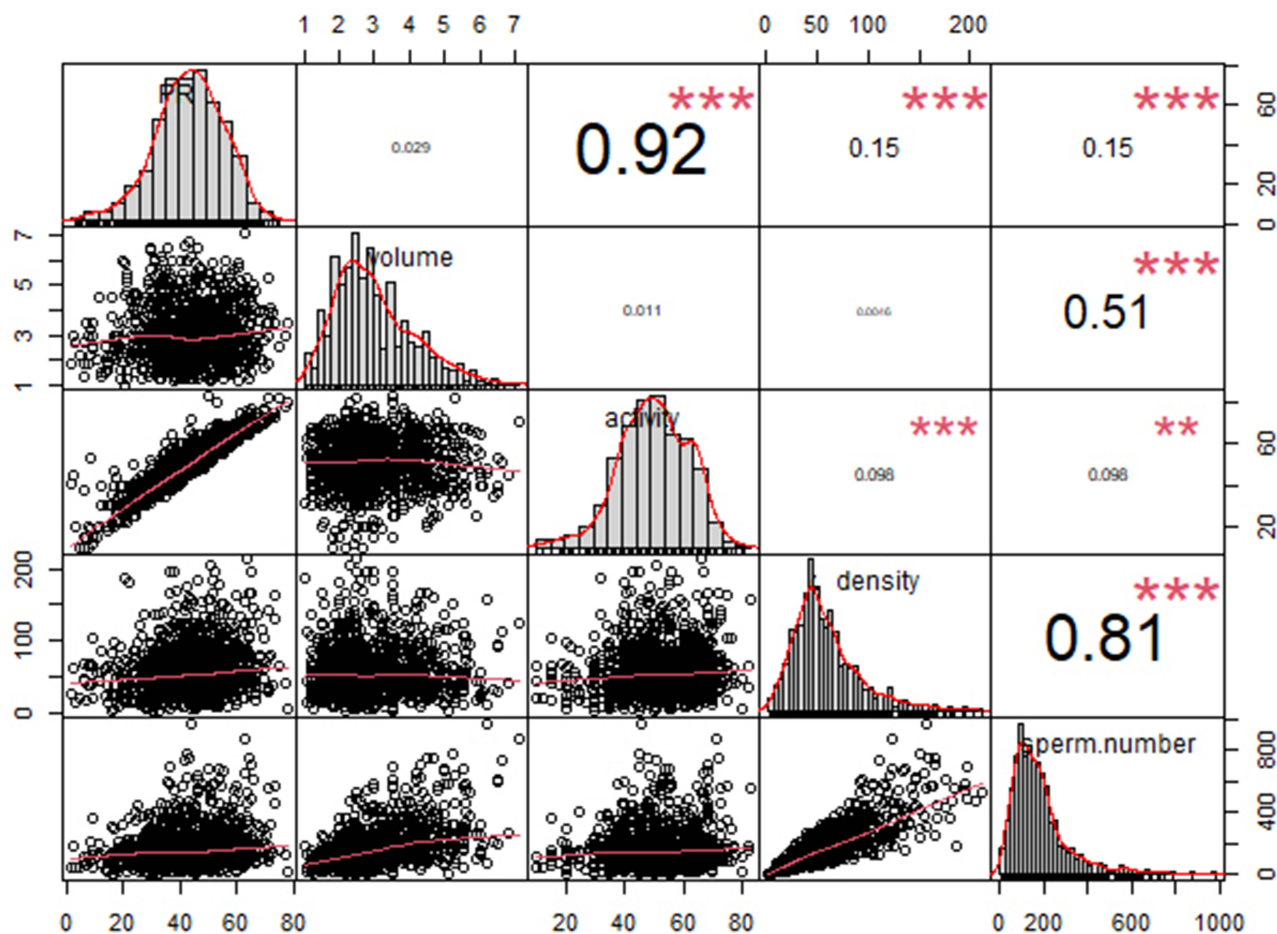 1 2 3 4 5 6 7 0 50 100 200
PR 0.029 *** 0.92 *** 0.15 *** 0.15 0 20 60
1 3 5 7 volume 0.011 0.0016 *** 0.51
activity *** 0.098 ** 0.098 20 60
0 100 200 density *** 0.81
sperm.number 0 400 800
0 20 40 60 80 20 40 60 80 0 200 600 1000